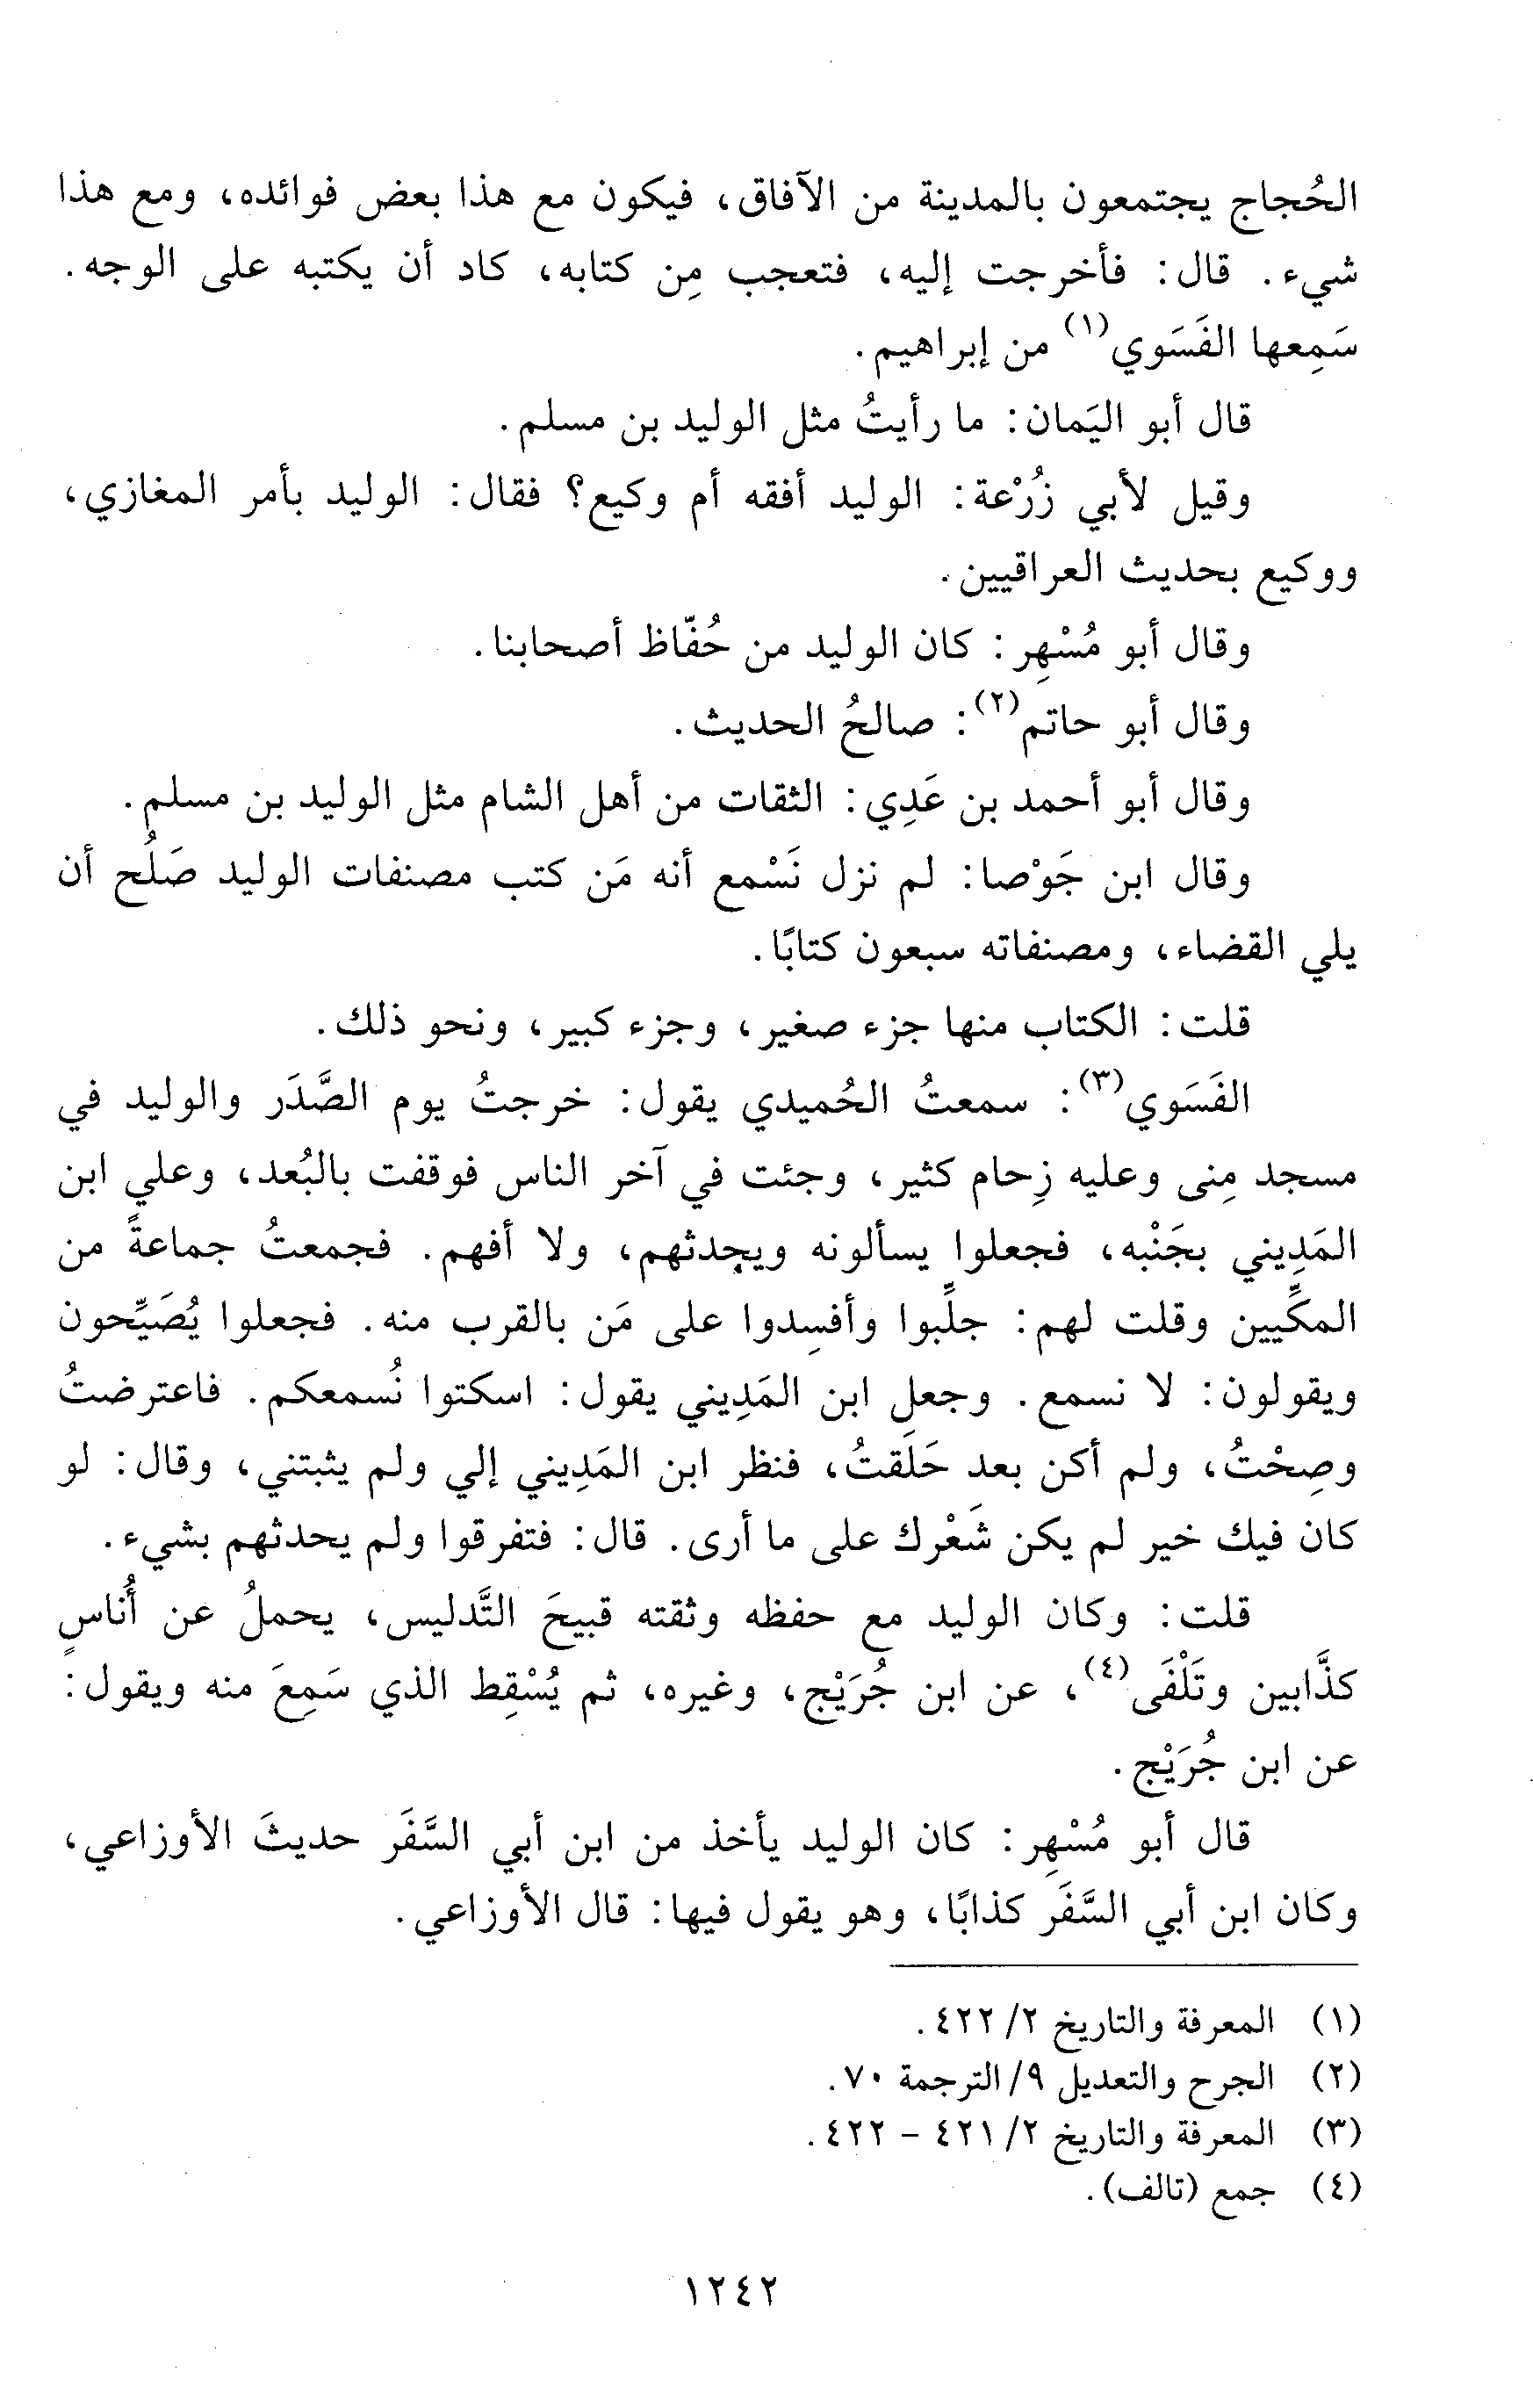 الحُجاج يجتمعون بالمدينة من الآفاق، فيكون مع هذا بعض فوائده، ومع هذا
شيء. قال: فأخرجت إليه، فتعجب مِن كتابه، كاد أن يكتبه على الوجه.
سَمِعها الفَسَوي(١) من إبراهيم.
قال أبو اليَمان: ما رأيتُ مثل الوليد بن مسلم.
وقيل لأبي زُرْعة: الوليد أفقه أم وكيع؟ فقال: الوليد بأمر المغازي،
ووكيع بحديث العراقيين.
وقال أبو مُسْهِر: كان الوليد من حُفّاظ أصحابنا.
وقال أبو حاتم(٢): صالحُ الحديث.
وقال أبو أحمد بن عَدِي: الثقات من أهل الشام مثل الوليد بن مسلم.
وقال ابن جَوْصا: لم نزل نَسْمع أنه مَن كتب مصنفات الوليد صَلُح أن
يلي القضاء، ومصنفاته سبعون كتابًا.
قلت: الكتاب منها جزء صغير، وجزء كبير، ونحو ذلك.
الفَسَوي(٣): سمعتُ الحُميدي يقول: خرجتُ يوم الصَّدَر والوليد في
مسجد مِنى وعليه زِحام كثير، وجئت في آخر الناس فوقفت بالبُعد، وعلي ابن
المَدِيني بجَنْبه، فجعلوا يسألونه ويحدثهم، ولا أفهم. فجمعتُ جماعةً من
المكِّيين وقلت لهم: جلِّبوا وأفسِدوا على مَن بالقرب منه. فجعلوا يُصَيِّحون
ويقولون: لا نسمع. وجعل ابن المَدِيني يقول: اسكتوا نُسمعكم. فاعترضتُ
وصِحْتُ، ولم أكن بعد حَلَقتُ، فنظر ابن المَدِيني إلي ولم يثبتني، وقال: لو
كان فيك خير لم يكن شَعْرك على ما أرى. قال: فتفرقوا ولم يحدثهم بشيء.
قلت: وكان الوليد مع حفظه وثقته قبيحَ التَّدليس، يحملُ عن أُناسٍ
كذَّابين وتَلْفَى(٤)، عن ابن جُرَيْج، وغيره، ثم يُسْقِط الذي سَمِعَ منه ويقول:
عن ابن جُرَيْج.
قال أبو مُسْهِر: كان الوليد يأخذ من ابن أبي السَّفَر حديثَ الأوزاعي،
وكان ابن أبي السَّفَر كذابًا، وهو يقول فيها: قال الأوزاعي.
(١) المعرفة والتاريخ ٢/ ٤٢٢.
(٢) الجرح والتعديل ٩/ الترجمة ٧٠.
(٣) المعرفة والتاريخ ٢/ ٤٢١ - ٤٢٢.
(٤) جمع (تالف).
١٢٤٢